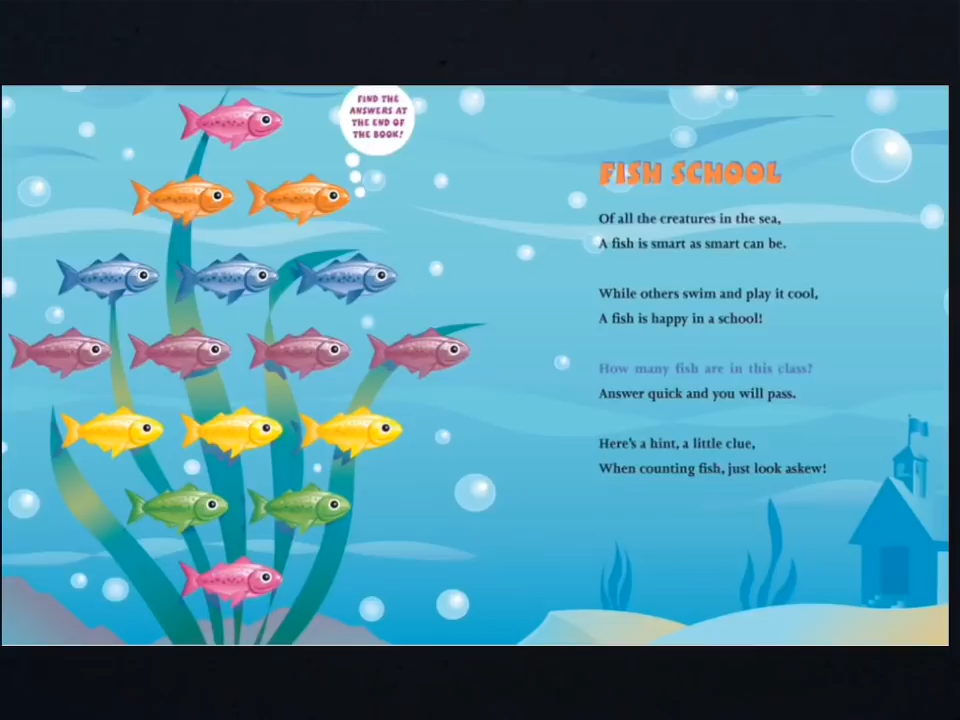 FIND THE
ANSWERS AT
THE END OF
THE BOOK!
FISH SCHOOL
Of all the creatures in the sea,
A fish is smart as smart can be.
While others swim and play it cool,
A fish is happy in a school!
How many fish are in this class?
Answer quick and you will pass.
Here's a hint, a little clue,
When counting fish, just look askew!